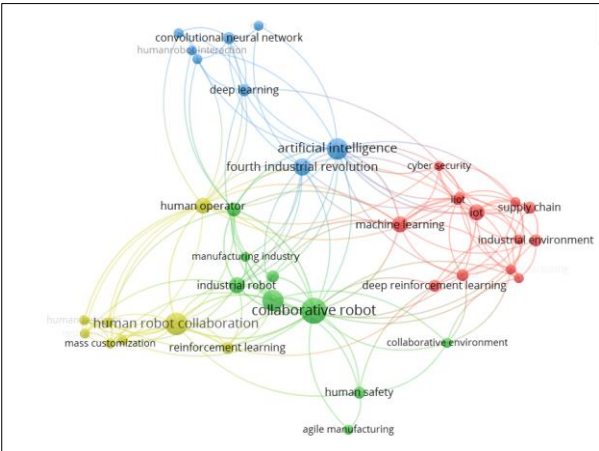 convolutional neural network
humanrobot interaction
deep learning
artificial intelligence
fourth industrial revolution
cyber security
human operator
iiot
iot
supply chain
machine learning
industrial environment
manufacturing industry
industrial robot
deep reinforcement learning
collaborative robot
human robot collaboration
mass customization
reinforcement learning
collaborative environment
human safety
agile manufacturing